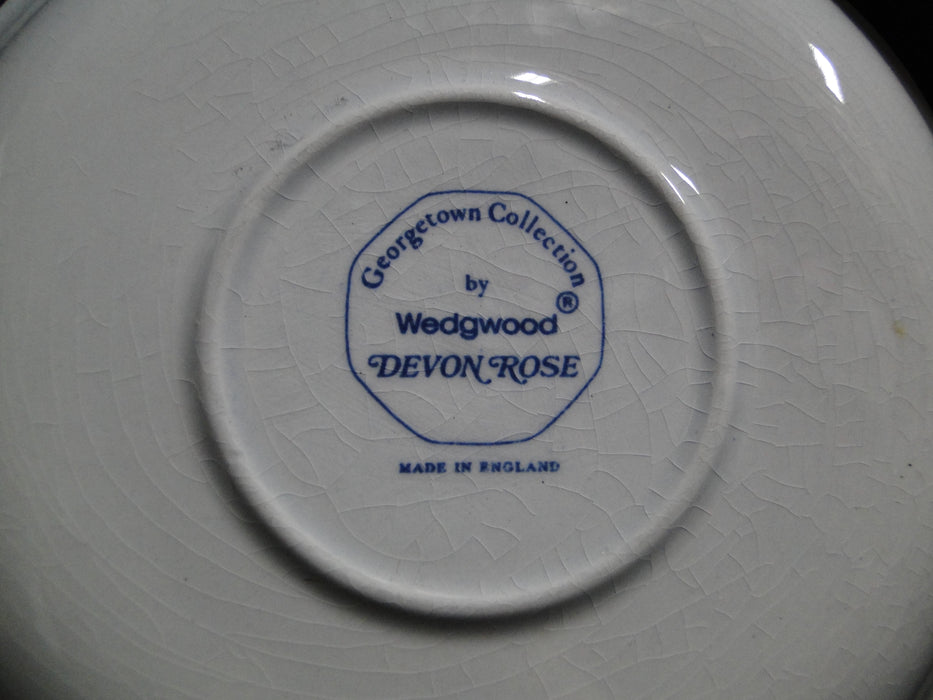 Georgetown Collection
by
Wedgwood®
DEVON ROSE
MADE IN ENGLAND